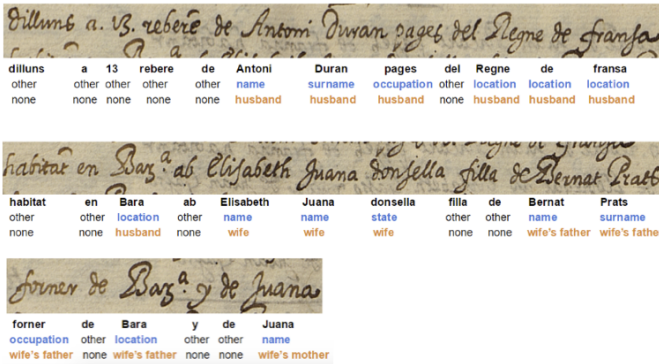 dilluns a 13. rebere de Antoni Duran pages del Regne de fransa
dilluns a 13 rebere de Antoni Duran pages del Regne de fransa
other other other other other name surname occupation other location location location
none none none none none husband husband husband none husband husband husband
habitat en Bar.ª ab Elisabeth Juana donsella filla de Bernat Prats
habitat en Bara ab Elisabeth Juana donsella filla de Bernat Prats
other other location other name name state other other name surname
none none husband none wife wife wife none none wife's father wife's father
forner de Bar.ª y de Juana
forner de Bara y de Juana
occupation other location other other name
wife's father none wife's father none none wife's mother